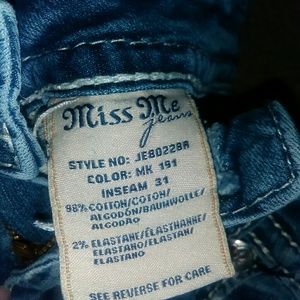 Miss Me
jeans
STYLE NO: JE8022BR
COLOR: MK 191
INSEAM 31
98% COTTON/COTON/
ALGODÓN/BAUMWOLLE/
ALGODAO
2% ELASTANE/ELASTHANNE/
ELASTANO/ELASTAN/
ELASTANO
SEE REVERSE FOR CARE